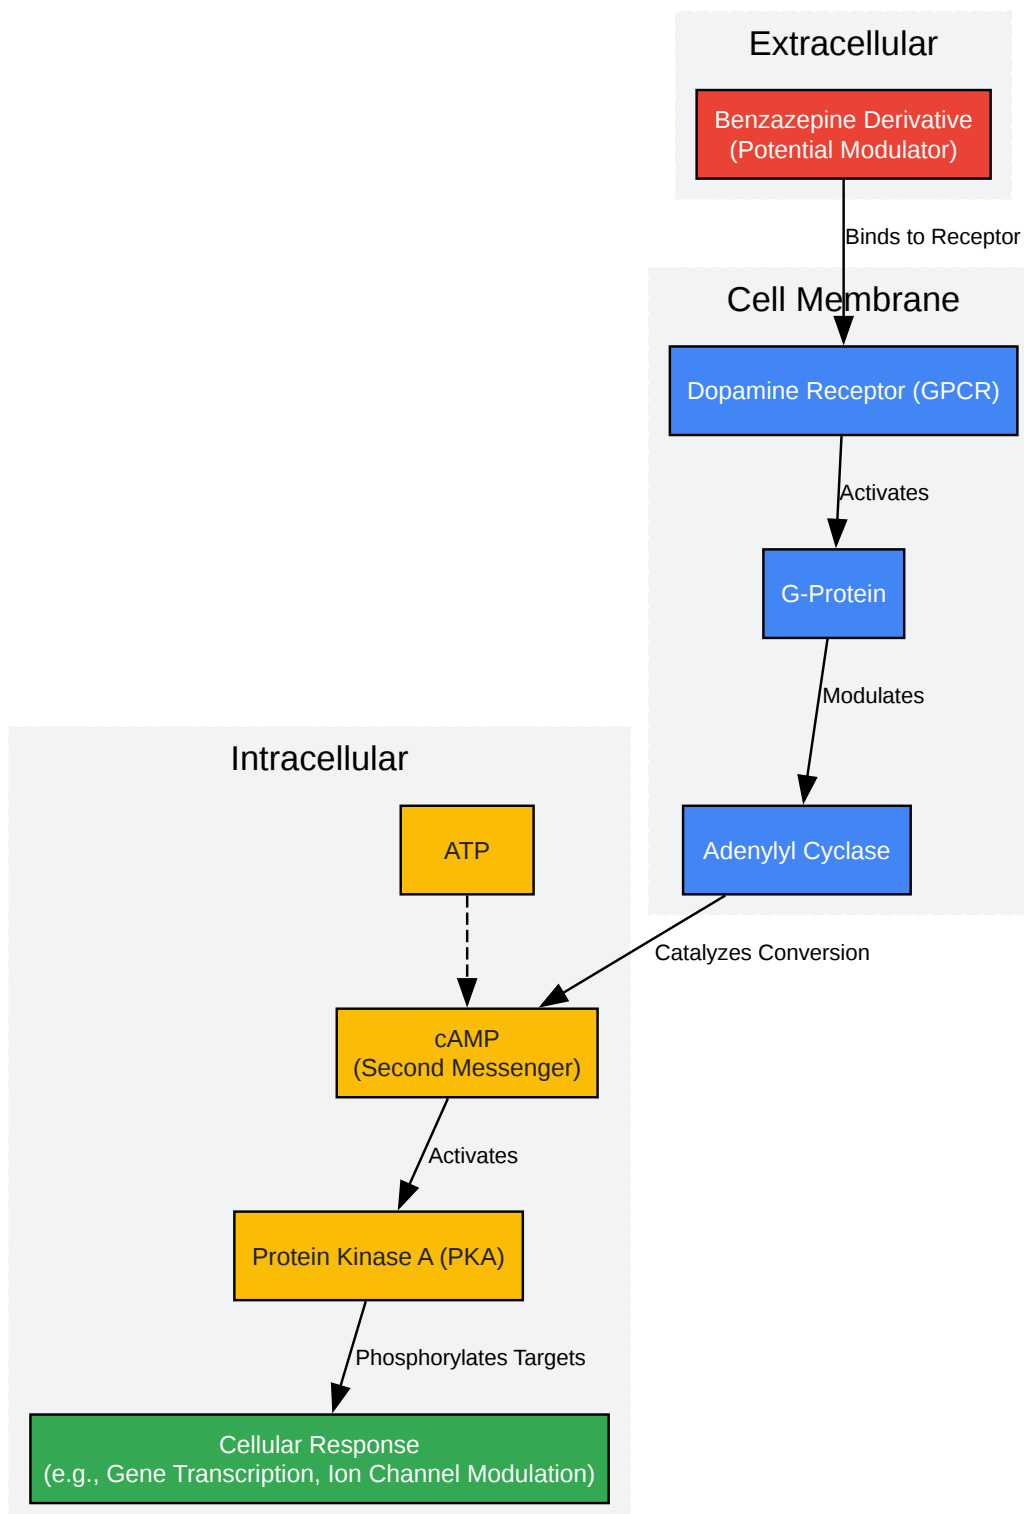 Extracellular
Benzazepine Derivative
(Potential Modulator)
Binds to Receptor
Cell Membrane
Dopamine Receptor (GPCR)
Activates
G-Protein
Modulates
Intracellular
ATP
Adenylyl Cyclase
Catalyzes Conversion
cAMP
(Second Messenger)
Activates
Protein Kinase A (PKA)
Phosphorylates Targets
Cellular Response
(e.g., Gene Transcription, Ion Channel Modulation)